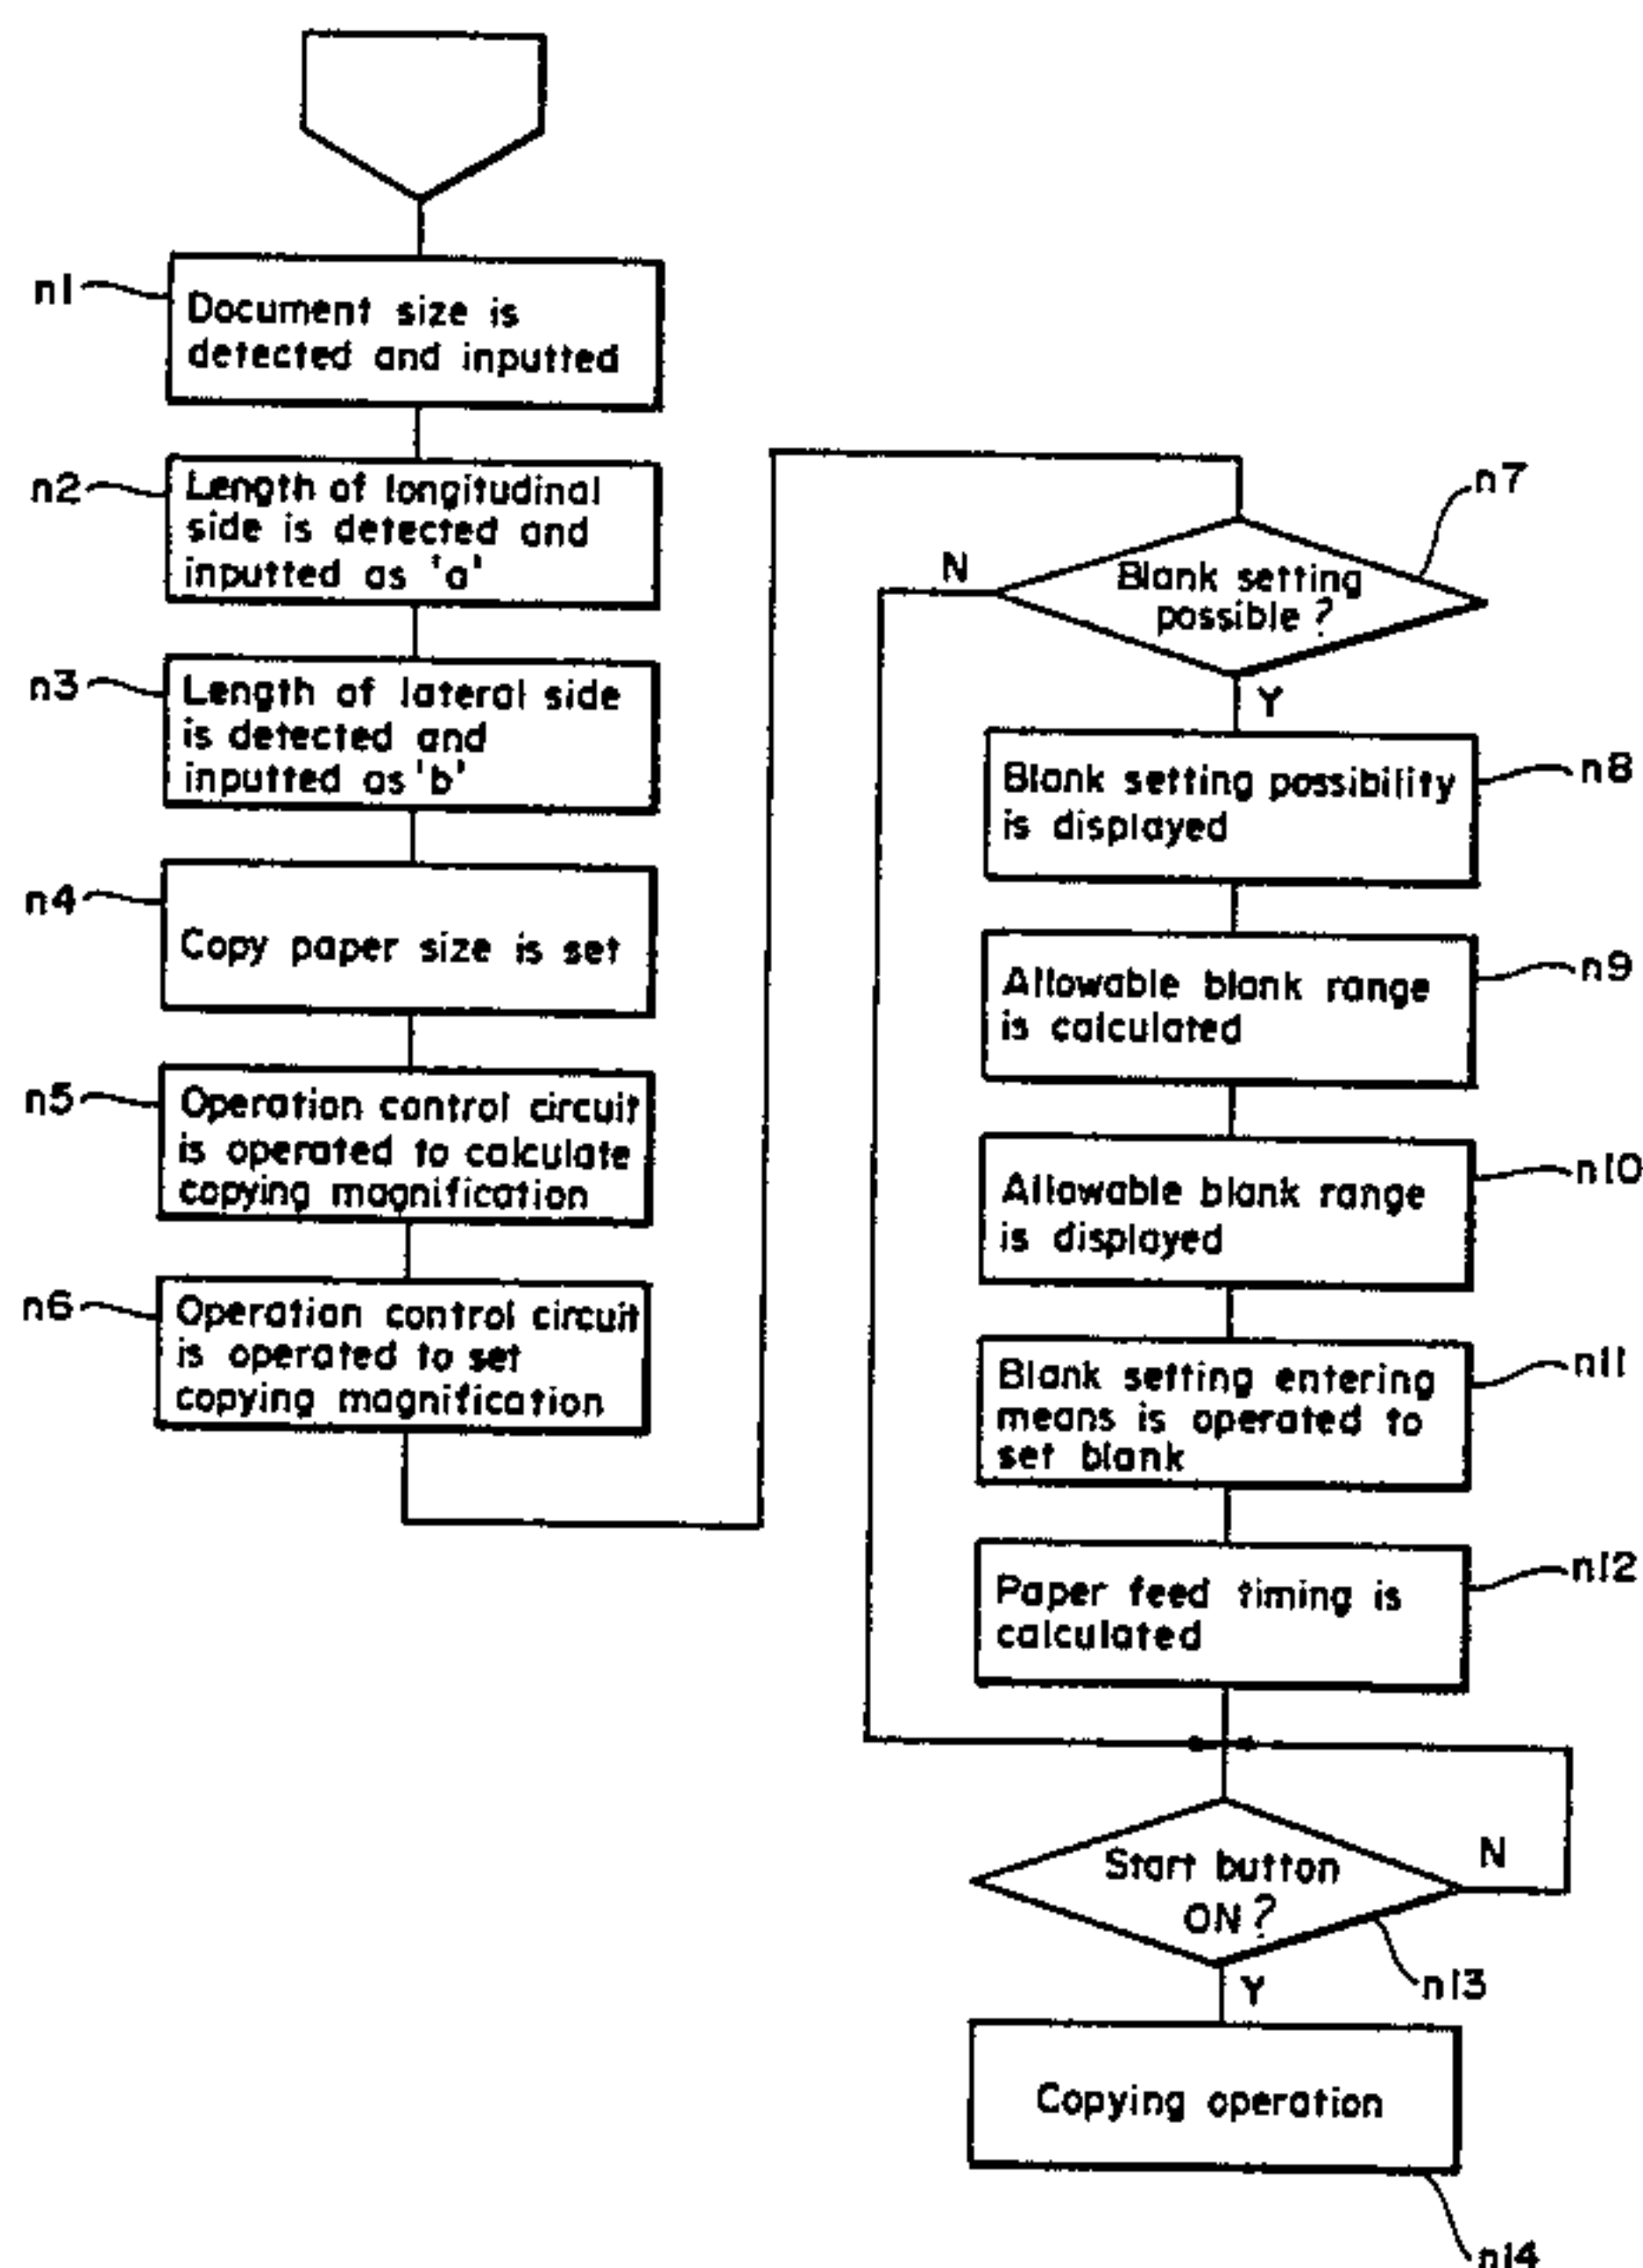 n1
Document size is
detected and inputted
n2
Length of longitudinal
side is detected and
inputted as 'a'
n3
Length of lateral side
is detected and
inputted as 'b'
n4
Copy paper size is set
n5
Operation control circuit
is operated to calculate
copying magnification
n6
Operation control circuit
is operated to set
copying magnification
n7
N
Blank setting
possible?
Y
n8
Blank setting possibility
is displayed
n9
Allowable blank range
is calculated
n10
Allowable blank range
is displayed
n11
Blank setting entering
means is operated to
set blank
n12
Paper feed timing is
calculated
Start button
ON?
N
n13
Y
Copying operation
n14